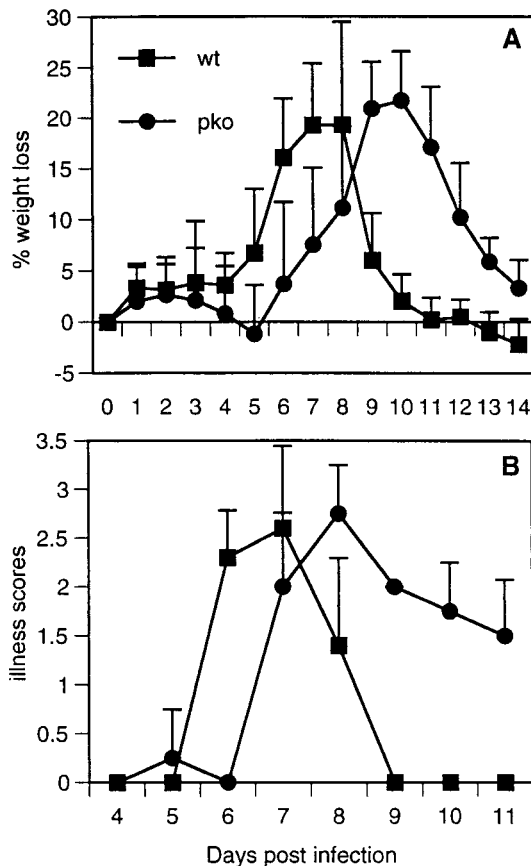 A
wt
pko
% weight loss
30
25
20
15
10
5
0
-5
0 1 2 3 4 5 6 7 8 9 10 11 12 13 14
B
illness scores
3.5
3
2.5
2
1.5
1
0.5
0
4 5 6 7 8 9 10 11
Days post infection